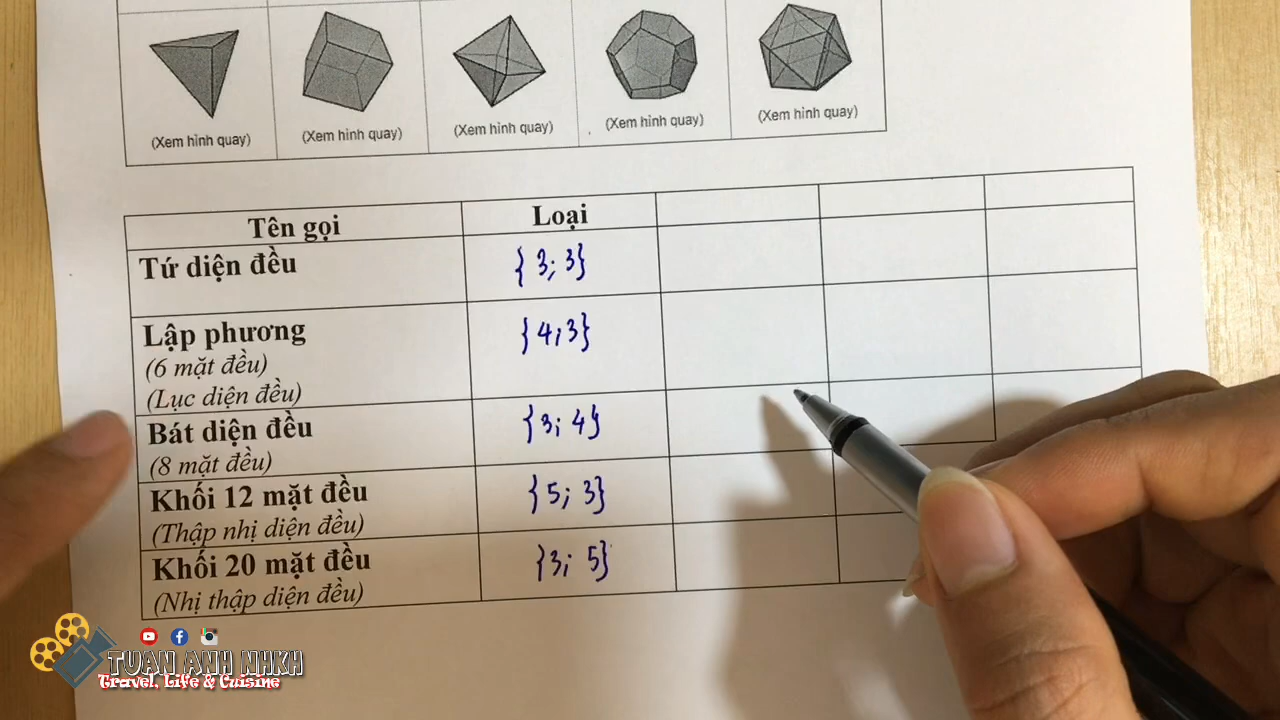 (Xem hình quay)
(Xem hình quay)
(Xem hình quay)
(Xem hình quay)
(Xem hình quay)
Tên gọi
Loại
Tứ diện đều
{3; 3}
Lập phương
(6 mặt đều)
(Lục diện đều)
{4; 3}
Bát diện đều
(8 mặt đều)
{3; 4}
Khối 12 mặt đều
(Thập nhị diện đều)
{5; 3}
Khối 20 mặt đều
(Nhị thập diện đều)
{3; 5}
TUAN ANH NHKH
Travel, Life & Cuisine